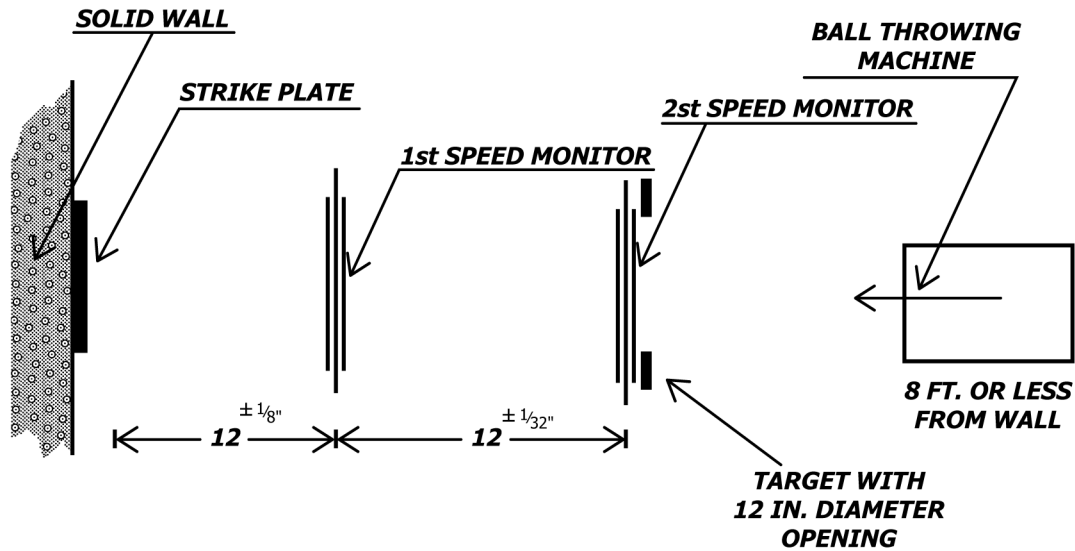 SOLID WALL
STRIKE PLATE
1st SPEED MONITOR
2st SPEED MONITOR
BALL THROWING
MACHINE
8 FT. OR LESS
FROM WALL
12 ± 1/8"
12 ± 1/32"
TARGET WITH
12 IN. DIAMETER
OPENING